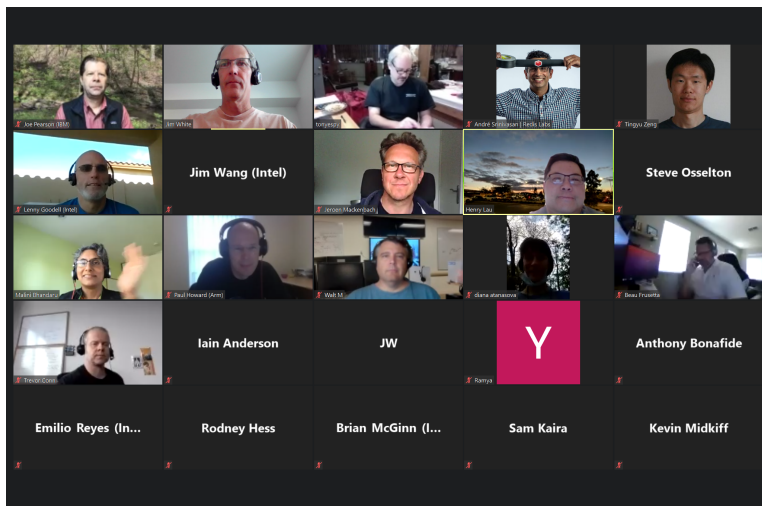 Joe Pearson (IBM)
Jim White
tonyespy
André Srinivasan | Redis Labs
Tingyu Zeng
Lenny Goodell (Intel)
Jim Wang (Intel)
Jeroen Mackenbach
Henry Lau
Steve Osselton
Malini Bhandaru
Paul Howard (Arm)
Walt M
diana atanasova
Beau Frusetta
Trevor.Conn
Iain Anderson
JW
Y
Ramya
Anthony Bonafide
Emilio Reyes (In...
Rodney Hess
Brian McGinn (I...
Sam Kaira
Kevin Midkiff